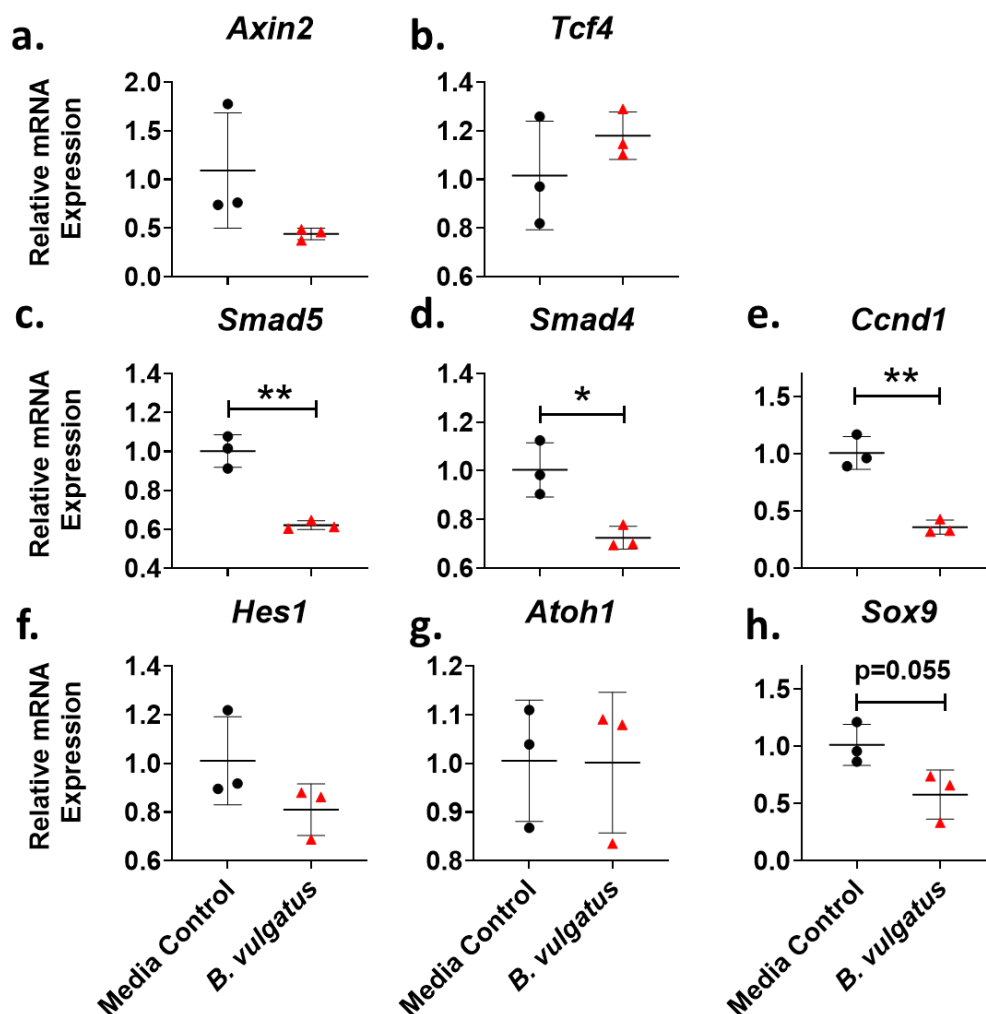 a. Axin2 b. Tcf4
Relative mRNA
Expression
2.0
1.5
1.0
0.5
0.0
1.4
1.2
1.0
0.8
0.6
c. Smad5 d. Smad4 e. Ccnd1
Relative mRNA
Expression
1.4
1.2
1.0
0.8
0.6
0.4
**
1.4
1.2
1.0
0.8
0.6
*
1.5
1.0
0.5
0.0
**
f. Hes1 g. Atoh1 h. Sox9
Relative mRNA
Expression
1.4
1.2
1.0
0.8
0.6
1.2
1.1
1.0
0.9
0.8
1.5
1.0
0.5
0.0
p=0.055
Media Control
B. vulgatus
Media Control
B. vulgatus
Media Control
B. vulgatus